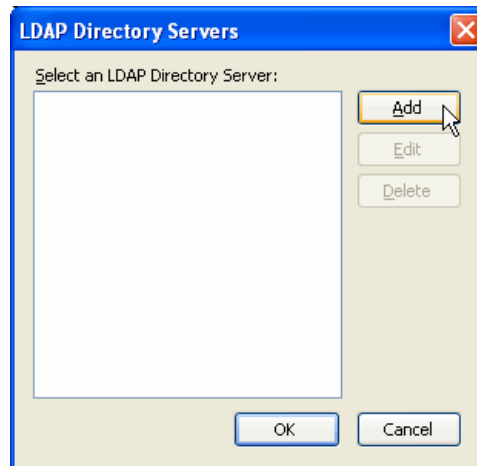 LDAP Directory Servers
Select an LDAP Directory Server:
Add
Edit
Delete
OK
Cancel